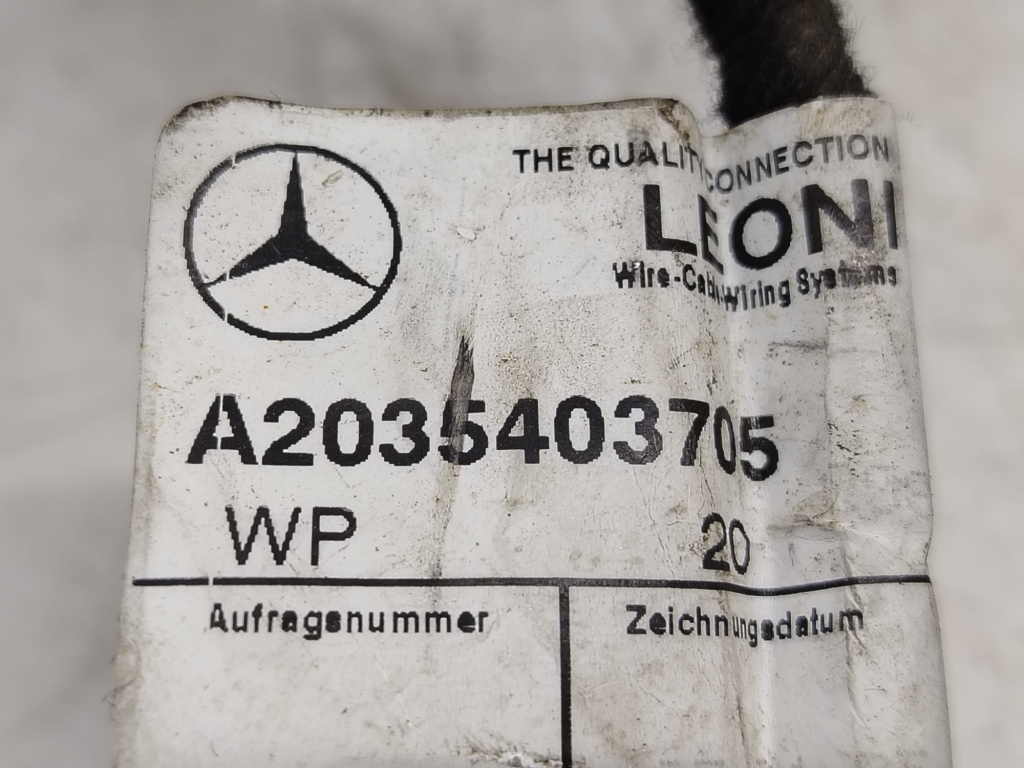 THE QUALITY CONNECTION
LEONI
Wire-Cable-Wiring Systems
A2035403705
WP 20
Aufragsnummer Zeichnungsdatum